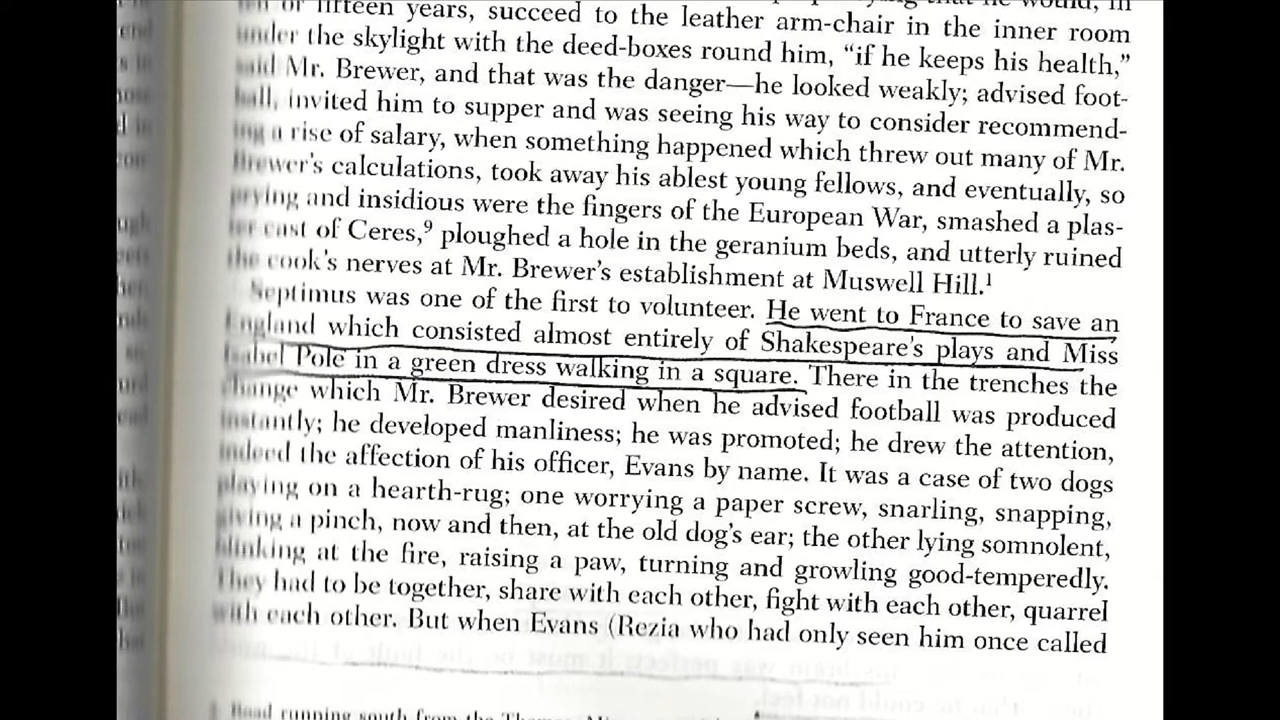 fifteen years, succeed to the leather arm-chair in the inner room
under the skylight with the deed-boxes round him, “if he keeps his health,”
said Mr. Brewer, and that was the danger—he looked weakly; advised foot-
ball, invited him to supper and was seeing his way to consider recommend-
ing a rise of salary, when something happened which threw out many of Mr.
Brewer's calculations, took away his ablest young fellows, and eventually, so
prying and insidious were the fingers of the European War, smashed a plas-
ter cast of Ceres,⁹ ploughed a hole in the geranium beds, and utterly ruined
the cook's nerves at Mr. Brewer's establishment at Muswell Hill.¹
Septimus was one of the first to volunteer. He went to France to save an
England which consisted almost entirely of Shakespeare's plays and Miss
Isabel Pole in a green dress walking in a square. There in the trenches the
change which Mr. Brewer desired when he advised football was produced
instantly; he developed manliness; he was promoted; he drew the attention,
indeed the affection of his officer, Evans by name. It was a case of two dogs
playing on a hearth-rug; one worrying a paper screw, snarling, snapping,
giving a pinch, now and then, at the old dog's ear; the other lying somnolent,
blinking at the fire, raising a paw, turning and growling good-temperedly.
They had to be together, share with each other, fight with each other, quarrel
with each other. But when Evans (Rezia who had only seen him once called
Road running south from the